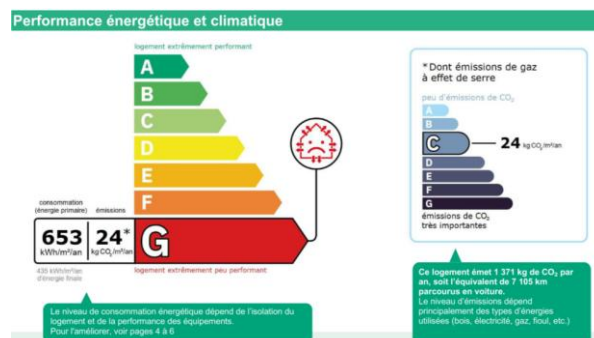 Performance énergétique et climatique
logement extrêmement performant
A
B
C
D
E
F
G
consommation
(énergie primaire)
émissions
653
kWh/m²/an
24*
kg CO₂/m²/an
435 kWh/m²/an
d'énergie finale
logement extrêmement peu performant
Le niveau de consommation énergétique dépend de l'isolation du
logement et de la performance des équipements.
Pour l'améliorer, voir pages 4 à 6
*Dont émissions de gaz
à effet de serre
peu d'émissions de CO₂
A
B
C
24 kg CO₂/m²/an
D
E
F
G
émissions de CO₂
très importantes
Ce logement émet 1 371 kg de CO₂ par
an, soit l'équivalent de 7 105 km
parcourus en voiture.
Le niveau d'émissions dépend
principalement des types d'énergies
utilisées (bois, électricité, gaz, fioul, etc.)